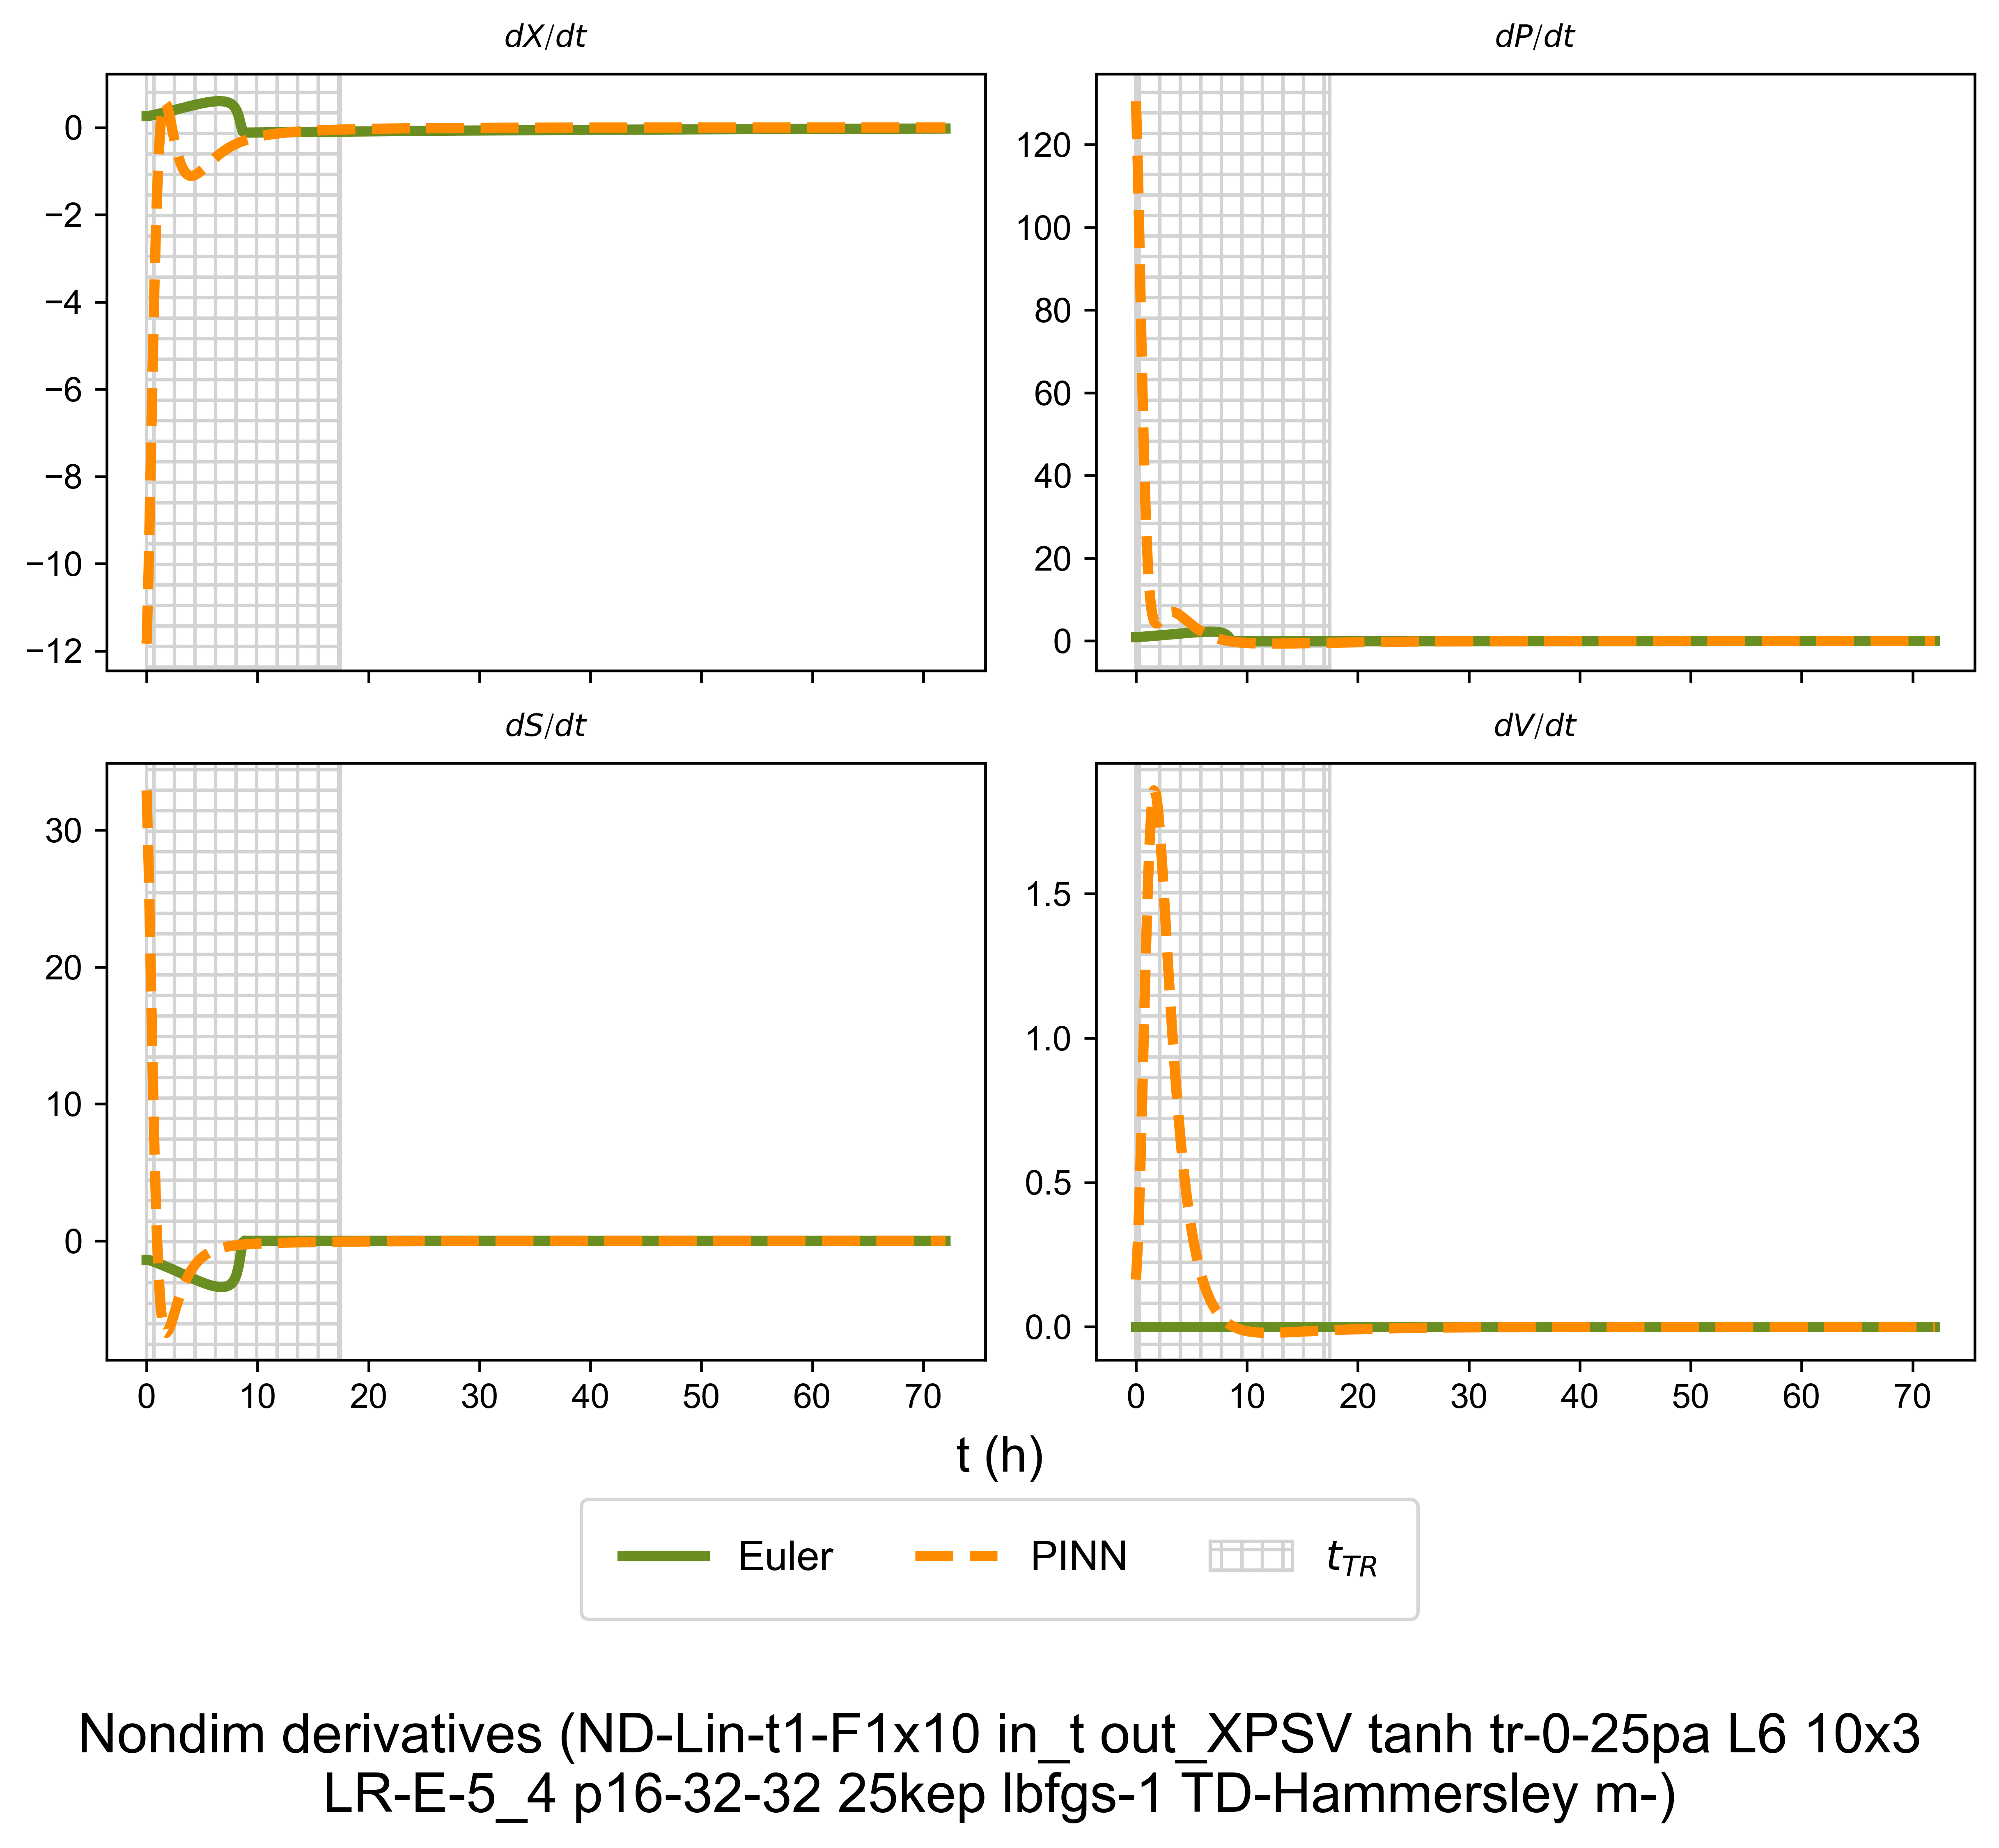 dX/dt
dP/dt
0
−2
−4
−6
−8
−10
−12
120
100
80
60
40
20
0
dS/dt
dV/dt
30
20
10
0
1.5
1.0
0.5
0.0
0 10 20 30 40 50 60 70
0 10 20 30 40 50 60 70
t (h)
Euler PINN t_TR
Nondim derivatives (ND-Lin-t1-F1x10 in_t out_XPSV tanh tr-0-25pa L6 10x3
LR-E-5_4 p16-32-32 25kep lbfgs-1 TD-Hammersley m-)